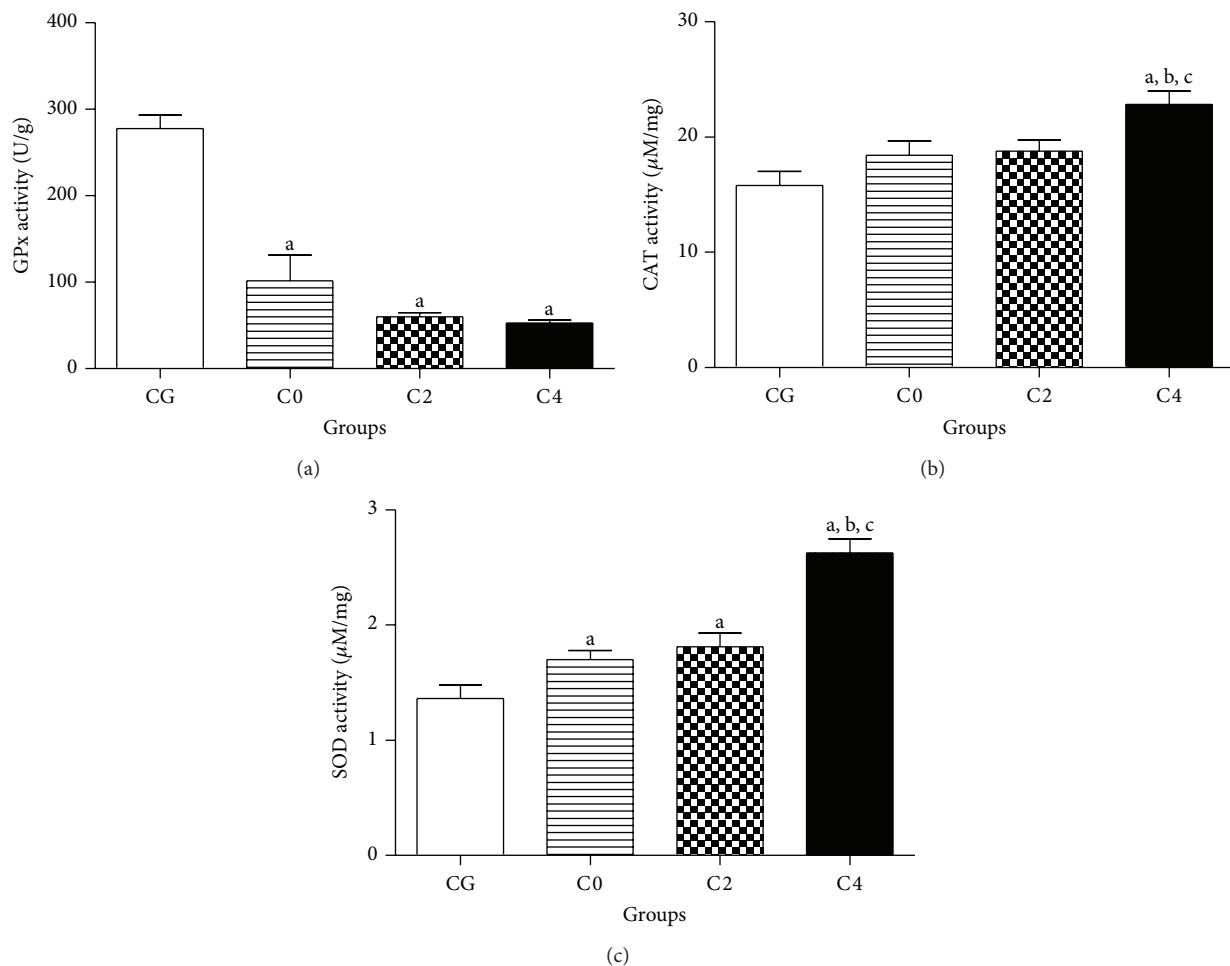 400
300
200
100
0
GPx activity (U/g)
a
a
a
CG C0 C2 C4
Groups
(a)
30
20
10
0
CAT activity (μM/mg)
a, b, c
CG C0 C2 C4
Groups
(b)
3
2
1
0
SOD activity (μM/mg)
a
a
a, b, c
CG C0 C2 C4
Groups
(c)